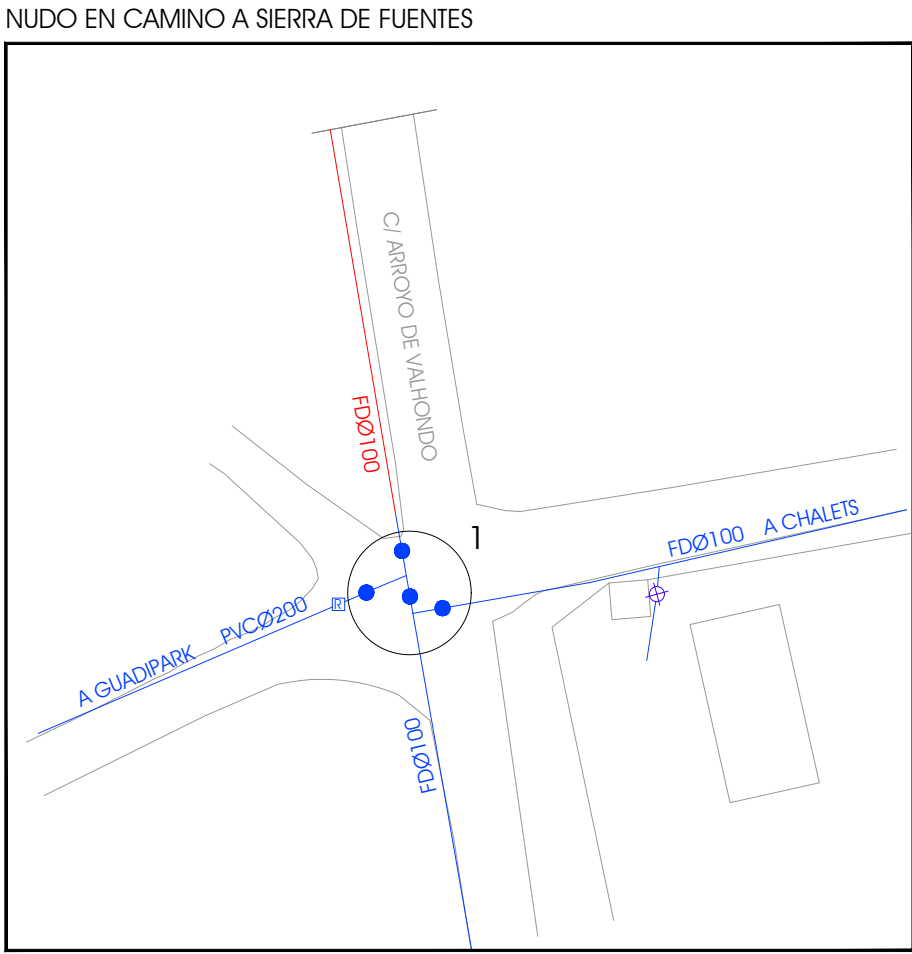 NUDO EN CAMINO A SIERRA DE FUENTES
C/ ARROYO DE VALHONDO
FDØ100
1
FDØ100 A CHALETS
R
A GUADIPARK PVCØ200
FDØ100